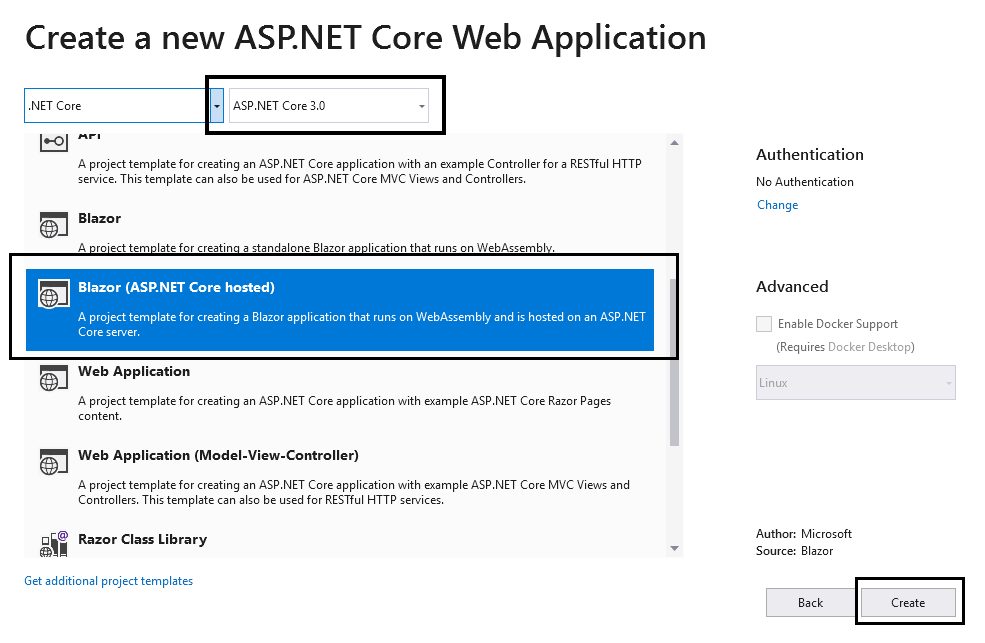 Create a new ASP.NET Core Web Application
.NET Core
ASP.NET Core 3.0
API
A project template for creating an ASP.NET Core application with an example Controller for a RESTful HTTP
service. This template can also be used for ASP.NET Core MVC Views and Controllers.
Blazor
A project template for creating a standalone Blazor application that runs on WebAssembly.
Blazor (ASP.NET Core hosted)
A project template for creating a Blazor application that runs on WebAssembly and is hosted on an ASP.NET
Core server.
Web Application
A project template for creating an ASP.NET Core application with example ASP.NET Core Razor Pages
content.
Web Application (Model-View-Controller)
A project template for creating an ASP.NET Core application with example ASP.NET Core MVC Views and
Controllers. This template can also be used for RESTful HTTP services.
Razor Class Library
Get additional project templates
Authentication
No Authentication
Change
Advanced
Enable Docker Support
(Requires Docker Desktop)
Linux
Author: Microsoft
Source: Blazor
Back
Create